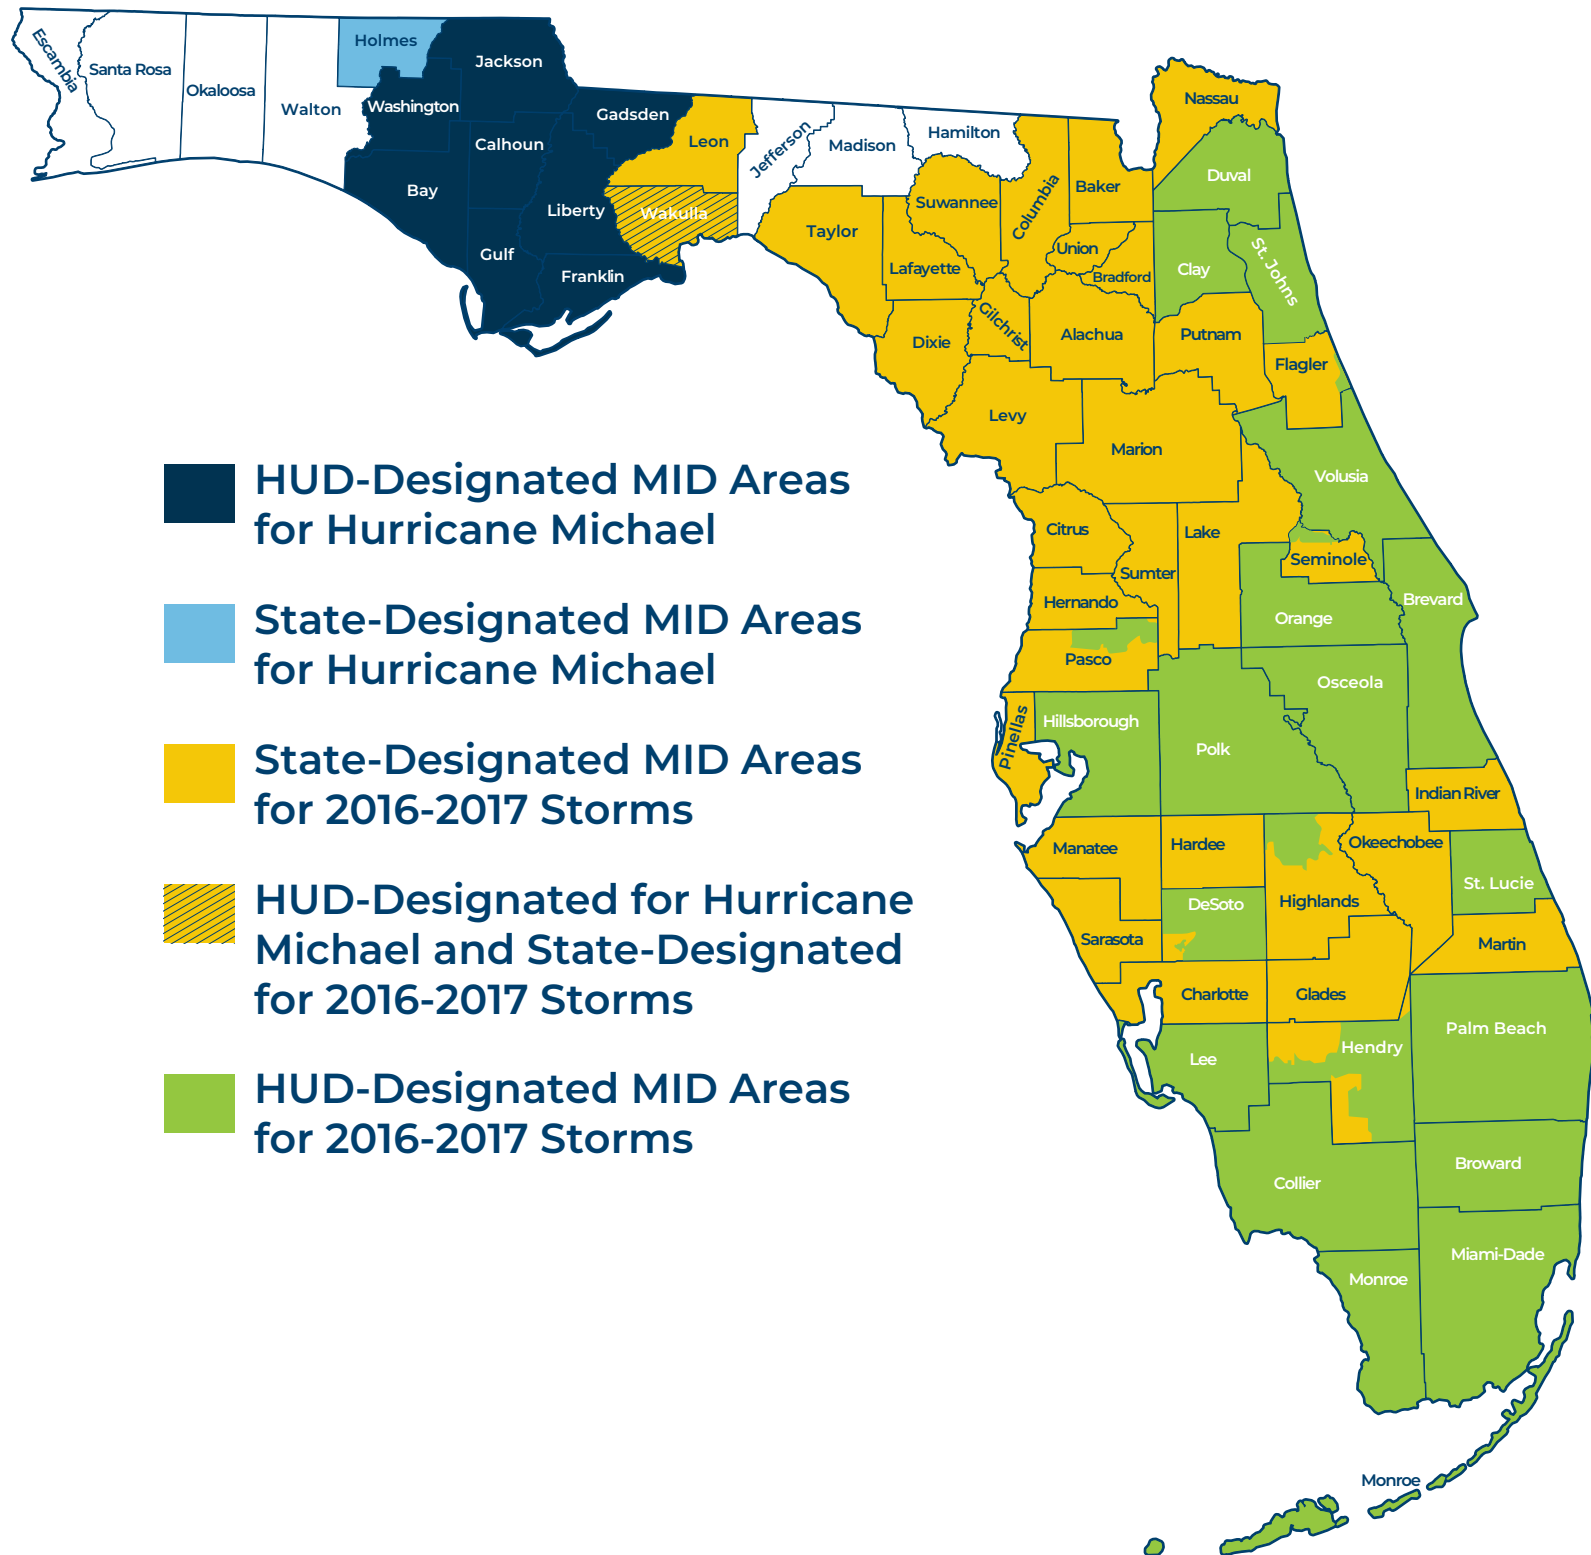 Escambia
Santa Rosa
Okaloosa
Walton
Holmes
Washington
Jackson
Bay
Calhoun
Gulf
Gadsden
Liberty
Franklin
Leon
Wakulla
Jefferson
Madison
Hamilton
Taylor
Suwannee
Lafayette
Columbia
Baker
Union
Bradford
Nassau
Duval
Clay
St. Johns
Dixie
Gilchrist
Alachua
Putnam
Flagler
Levy
Marion
Volusia
Citrus
Sumter
Lake
Seminole
Hernando
Orange
Brevard
Pasco
Osceola
Pinellas
Hillsborough
Polk
Indian River
Manatee
Hardee
Okeechobee
St. Lucie
DeSoto
Highlands
Sarasota
Martin
Charlotte
Glades
Palm Beach
Lee
Hendry
Broward
Collier
Miami-Dade
Monroe
Monroe
HUD-Designated MID Areas
for Hurricane Michael
State-Designated MID Areas
for Hurricane Michael
State-Designated MID Areas
for 2016-2017 Storms
HUD-Designated for Hurricane
Michael and State-Designated
for 2016-2017 Storms
HUD-Designated MID Areas
for 2016-2017 Storms